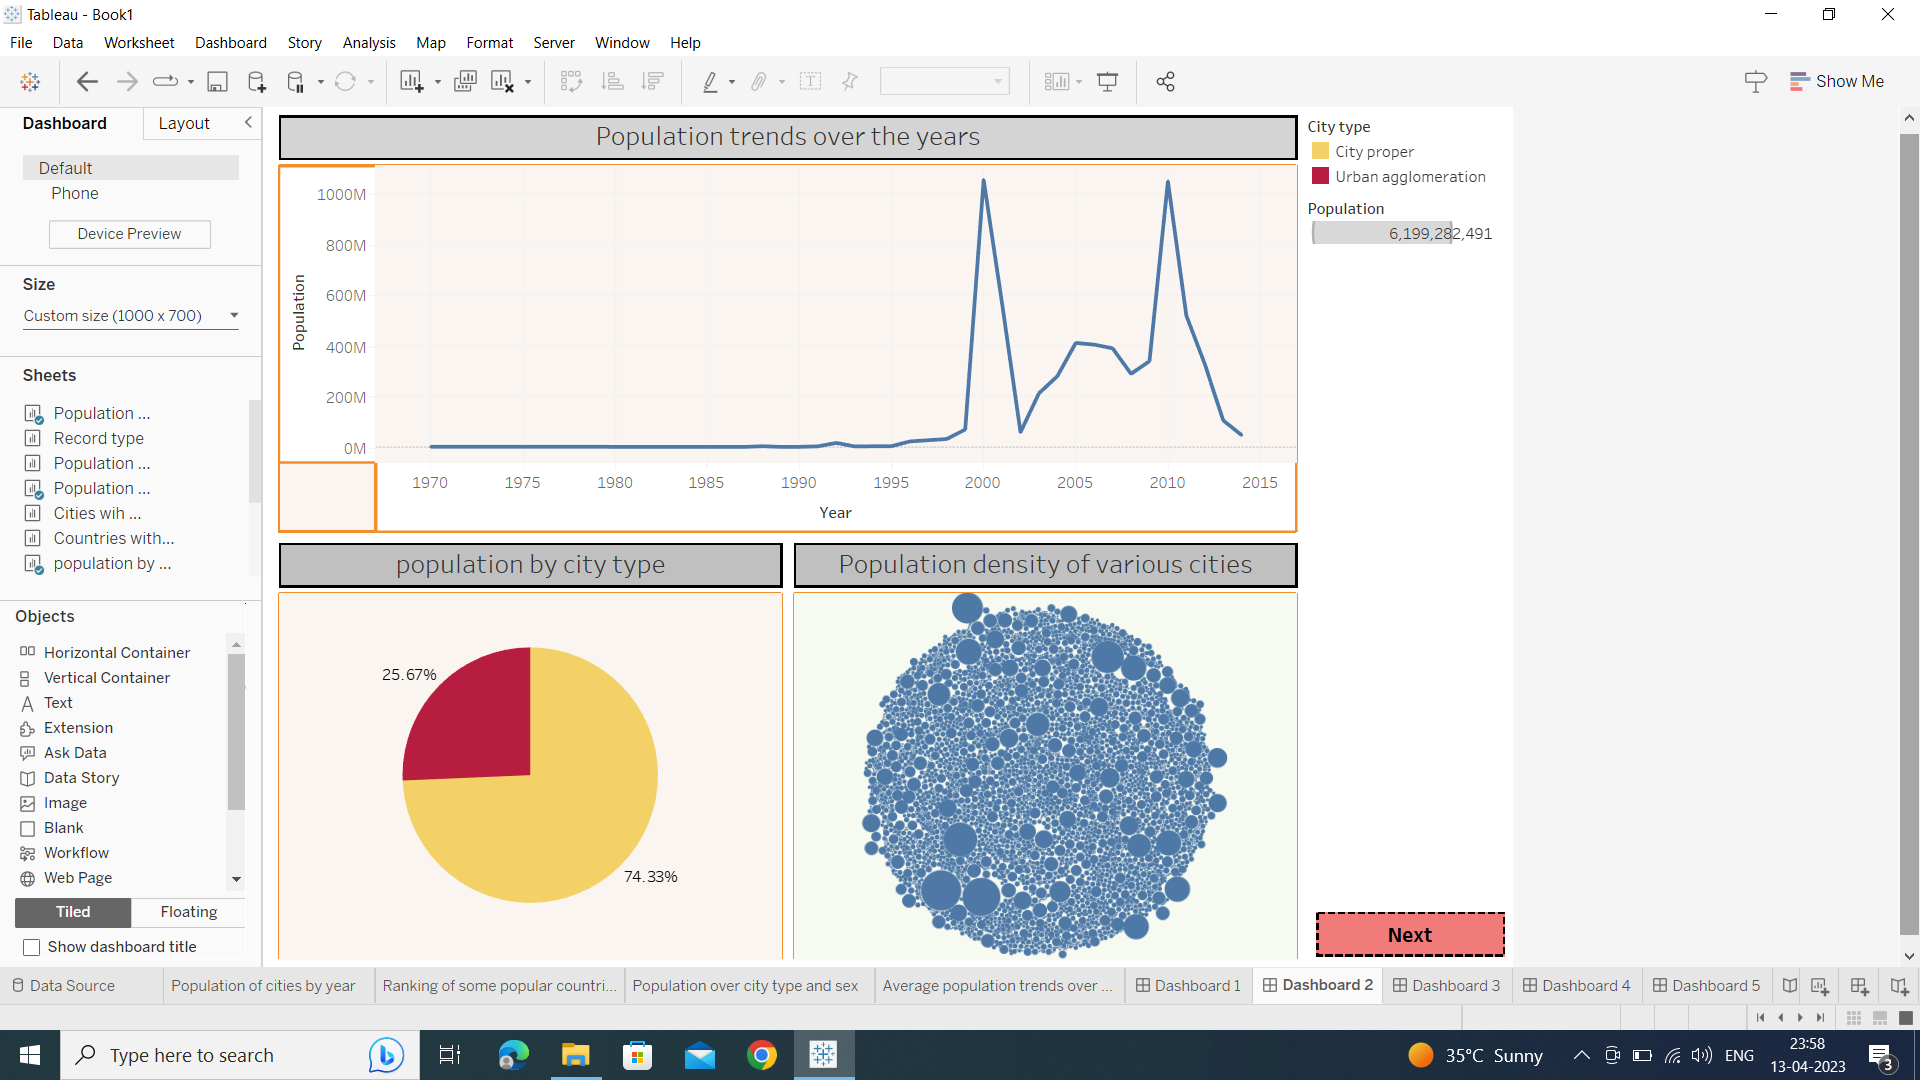 Tableau - Book1
File Data Worksheet Dashboard Story Analysis Map Format Server Window Help
Show Me
Dashboard Layout
Default
Phone
Device Preview
Size
Custom size (1000 x 700)
Sheets
Population ...
Record type
Population ...
Population ...
Cities wih ...
Countries with...
population by ...
Objects
Horizontal Container
Vertical Container
Text
Extension
Ask Data
Data Story
Image
Blank
Workflow
Web Page
Tiled Floating
Show dashboard title
Population trends over the years
Population
1000M
800M
600M
400M
200M
0M
1970 1975 1980 1985 1990 1995 2000 2005 2010 2015
Year
City type
City proper
Urban agglomeration
Population
6,199,282,491
population by city type
25.67%
74.33%
Population density of various cities
Next
Data Source Population of cities by year Ranking of some popular countri... Population over city type and sex Average population trends over ... Dashboard 1 Dashboard 2 Dashboard 3 Dashboard 4 Dashboard 5
Type here to search
35°C Sunny
ENG
23:58
13-04-2023
3